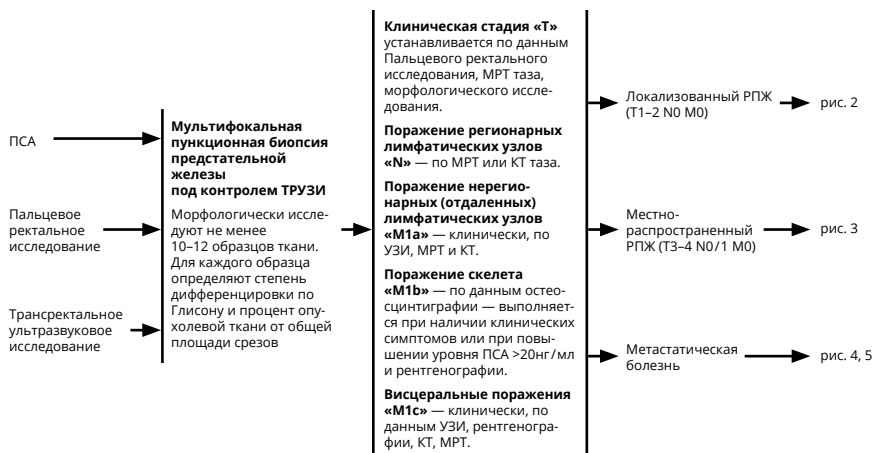 ПСА
Пальцевое
ректальное
исследование
Трансректальное
ультразвуковое
исследование
Мультифокальная
пункционная биопсия
предстательной
железы
под контролем ТРУЗИ
Морфологически иссле-
дуют не менее
10–12 образцов ткани.
Для каждого образца
определяют степень
дифференцировки по
Глисону и процент опу-
холевой ткани от общей
площади срезов
Клиническая стадия «Т»
устанавливается по данным
Пальцевого ректального
исследования, МРТ таза,
морфологического иссле-
дования.
Поражение регионарных
лимфатических узлов
«N» — по МРТ или КТ таза.
Поражение нерегио-
нарных (отдаленных)
лимфатических узлов
«М1а» — клинически, по
УЗИ, МРТ и КТ.
Поражение скелета
«M1b» — по данным остео-
сцинтиграфии — выполняет-
ся при наличии клинических
симптомов или при повы-
шении уровня ПСА >20нг/мл
и рентгенографии.
Висцеральные поражения
«М1с» — клинически, по
данным УЗИ, рентгеногра-
фии, КТ, МРТ.
Локализованный РПЖ
(T1–2 N0 M0)
рис. 2
Местно-
распространенный
РПЖ (T3–4 N0/1 M0)
рис. 3
Метастатическая
болезнь
рис. 4, 5